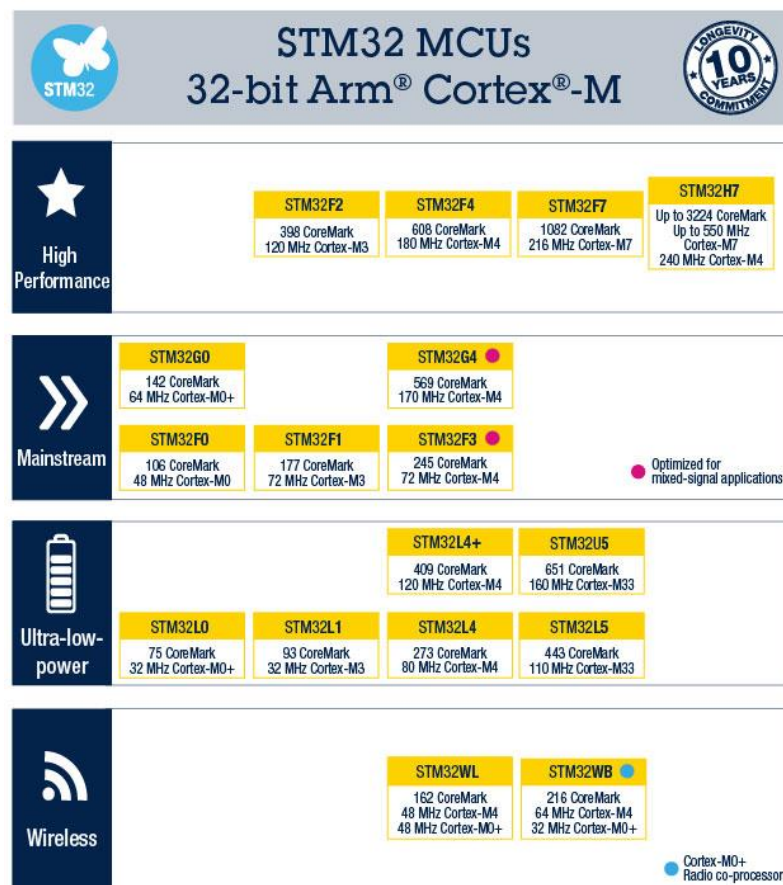 STM32
STM32 MCUs
32-bit Arm® Cortex®-M
LONGEVITY
10
YEARS
COMMITMENT
High
Performance
STM32F2
398 CoreMark
120 MHz Cortex-M3
STM32F4
608 CoreMark
180 MHz Cortex-M4
STM32F7
1082 CoreMark
216 MHz Cortex-M7
STM32H7
Up to 3224 CoreMark
Up to 550 MHz
Cortex-M7
240 MHz Cortex-M4
Mainstream
STM32G0
142 CoreMark
64 MHz Cortex-M0+
STM32G4
569 CoreMark
170 MHz Cortex-M4
STM32F0
106 CoreMark
48 MHz Cortex-M0
STM32F1
177 CoreMark
72 MHz Cortex-M3
STM32F3
245 CoreMark
72 MHz Cortex-M4
Optimized for
mixed-signal applications
Ultra-low-
power
STM32L4+
409 CoreMark
120 MHz Cortex-M4
STM32U5
651 CoreMark
160 MHz Cortex-M33
STM32L0
75 CoreMark
32 MHz Cortex-M0+
STM32L1
93 CoreMark
32 MHz Cortex-M3
STM32L4
273 CoreMark
80 MHz Cortex-M4
STM32L5
443 CoreMark
110 MHz Cortex-M33
Wireless
STM32WL
162 CoreMark
48 MHz Cortex-M4
48 MHz Cortex-M0+
STM32WB
216 CoreMark
64 MHz Cortex-M4
32 MHz Cortex-M0+
Cortex-M0+
Radio co-processor